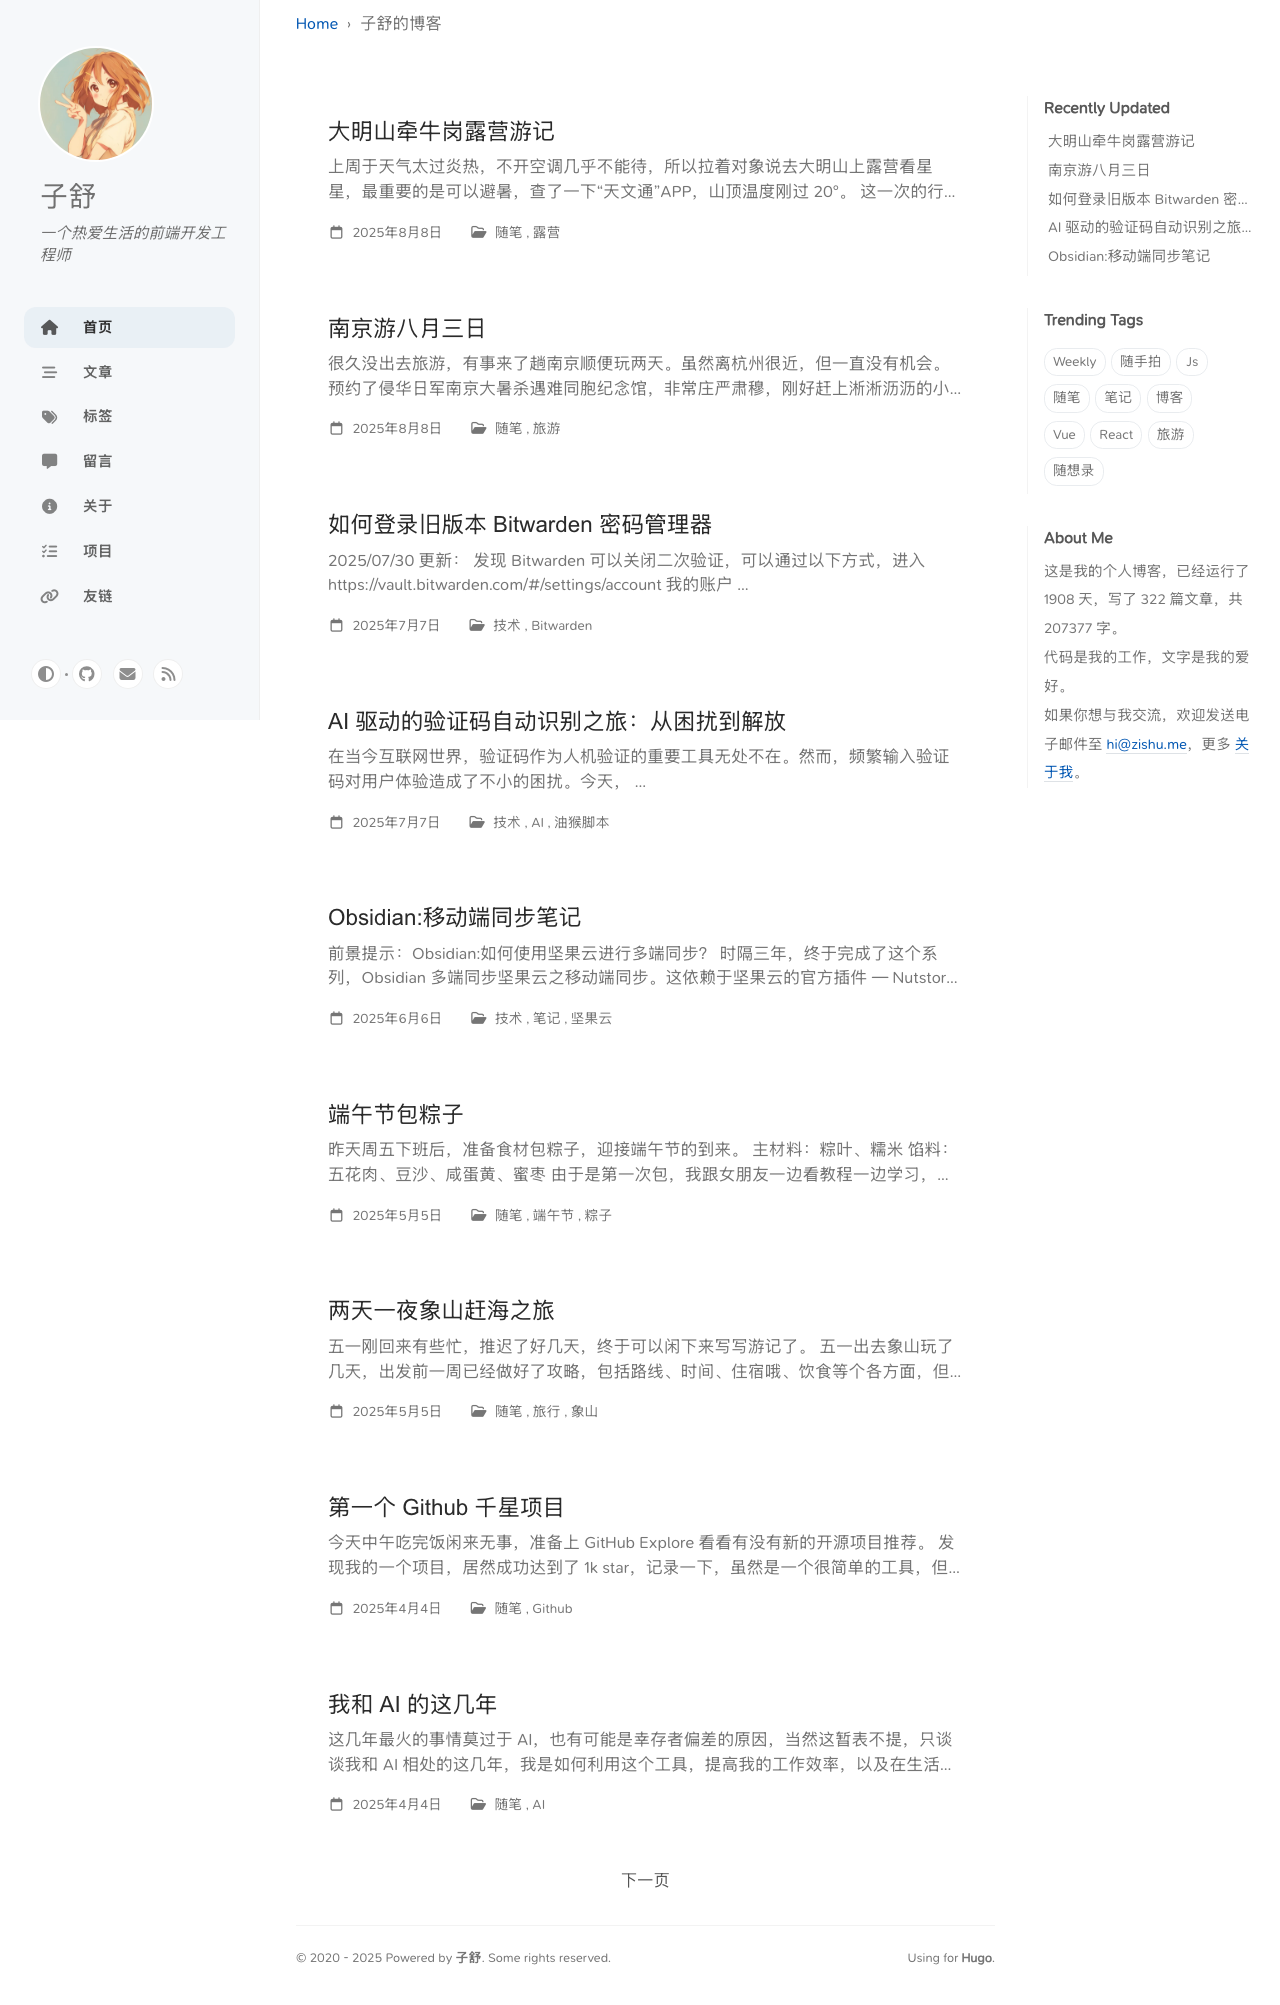 子舒
一个热爱生活的前端开发工
程师
首页
文章
标签
留言
关于
项目
友链
Home › 子舒的博客
大明山牵牛岗露营游记
上周于天气太过炎热，不开空调几乎不能待，所以拉着对象说去大明山上露营看星
星，最重要的是可以避暑，查了一下“天文通”APP，山顶温度刚过 20°。 这一次的行...
2025年8月8日 随笔 , 露营
南京游八月三日
很久没出去旅游，有事来了趟南京顺便玩两天。虽然离杭州很近，但一直没有机会。
预约了侵华日军南京大屠杀遇难同胞纪念馆，非常庄严肃穆，刚好赶上淅淅沥沥的小...
2025年8月8日 随笔 , 旅游
如何登录旧版本 Bitwarden 密码管理器
2025/07/30 更新： 发现 Bitwarden 可以关闭二次验证，可以通过以下方式，进入
https://vault.bitwarden.com/#/settings/account 我的账户 ...
2025年7月7日 技术 , Bitwarden
AI 驱动的验证码自动识别之旅：从困扰到解放
在当今互联网世界，验证码作为人机验证的重要工具无处不在。然而，频繁输入验证
码对用户体验造成了不小的困扰。今天， ...
2025年7月7日 技术 , AI , 油猴脚本
Obsidian:移动端同步笔记
前景提示：Obsidian:如何使用坚果云进行多端同步？ 时隔三年，终于完成了这个系
列，Obsidian 多端同步坚果云之移动端同步。这依赖于坚果云的官方插件 — Nutstor...
2025年6月6日 技术 , 笔记 , 坚果云
端午节包粽子
昨天周五下班后，准备食材包粽子，迎接端午节的到来。 主材料：粽叶、糯米 馅料：
五花肉、豆沙、咸蛋黄、蜜枣 由于是第一次包，我跟女朋友一边看教程一边学习，...
2025年5月5日 随笔 , 端午节 , 粽子
两天一夜象山赶海之旅
五一刚回来有些忙，推迟了好几天，终于可以闲下来写写游记了。 五一出去象山玩了
几天，出发前一周已经做好了攻略，包括路线、时间、住宿哦、饮食等个各方面，但...
2025年5月5日 随笔 , 旅行 , 象山
第一个 Github 千星项目
今天中午吃完饭闲来无事，准备上 GitHub Explore 看看有没有新的开源项目推荐。 发
现我的一个项目，居然成功达到了 1k star，记录一下，虽然是一个很简单的工具，但...
2025年4月4日 随笔 , Github
我和 AI 的这几年
这几年最火的事情莫过于 AI，也有可能是幸存者偏差的原因，当然这暂表不提，只谈
谈我和 AI 相处的这几年，我是如何利用这个工具，提高我的工作效率，以及在生活...
2025年4月4日 随笔 , AI
下一页
© 2020 - 2025 Powered by 子舒. Some rights reserved. Using for Hugo.
Recently Updated
大明山牵牛岗露营游记
南京游八月三日
如何登录旧版本 Bitwarden 密...
AI 驱动的验证码自动识别之旅...
Obsidian:移动端同步笔记
Trending Tags
Weekly 随手拍 Js
随笔 笔记 博客
Vue React 旅游
随想录
About Me
这是我的个人博客，已经运行了
1908 天，写了 322 篇文章，共
207377 字。
代码是我的工作，文字是我的爱
好。
如果你想与我交流，欢迎发送电
子邮件至 hi@zishu.me，更多 关
于我。